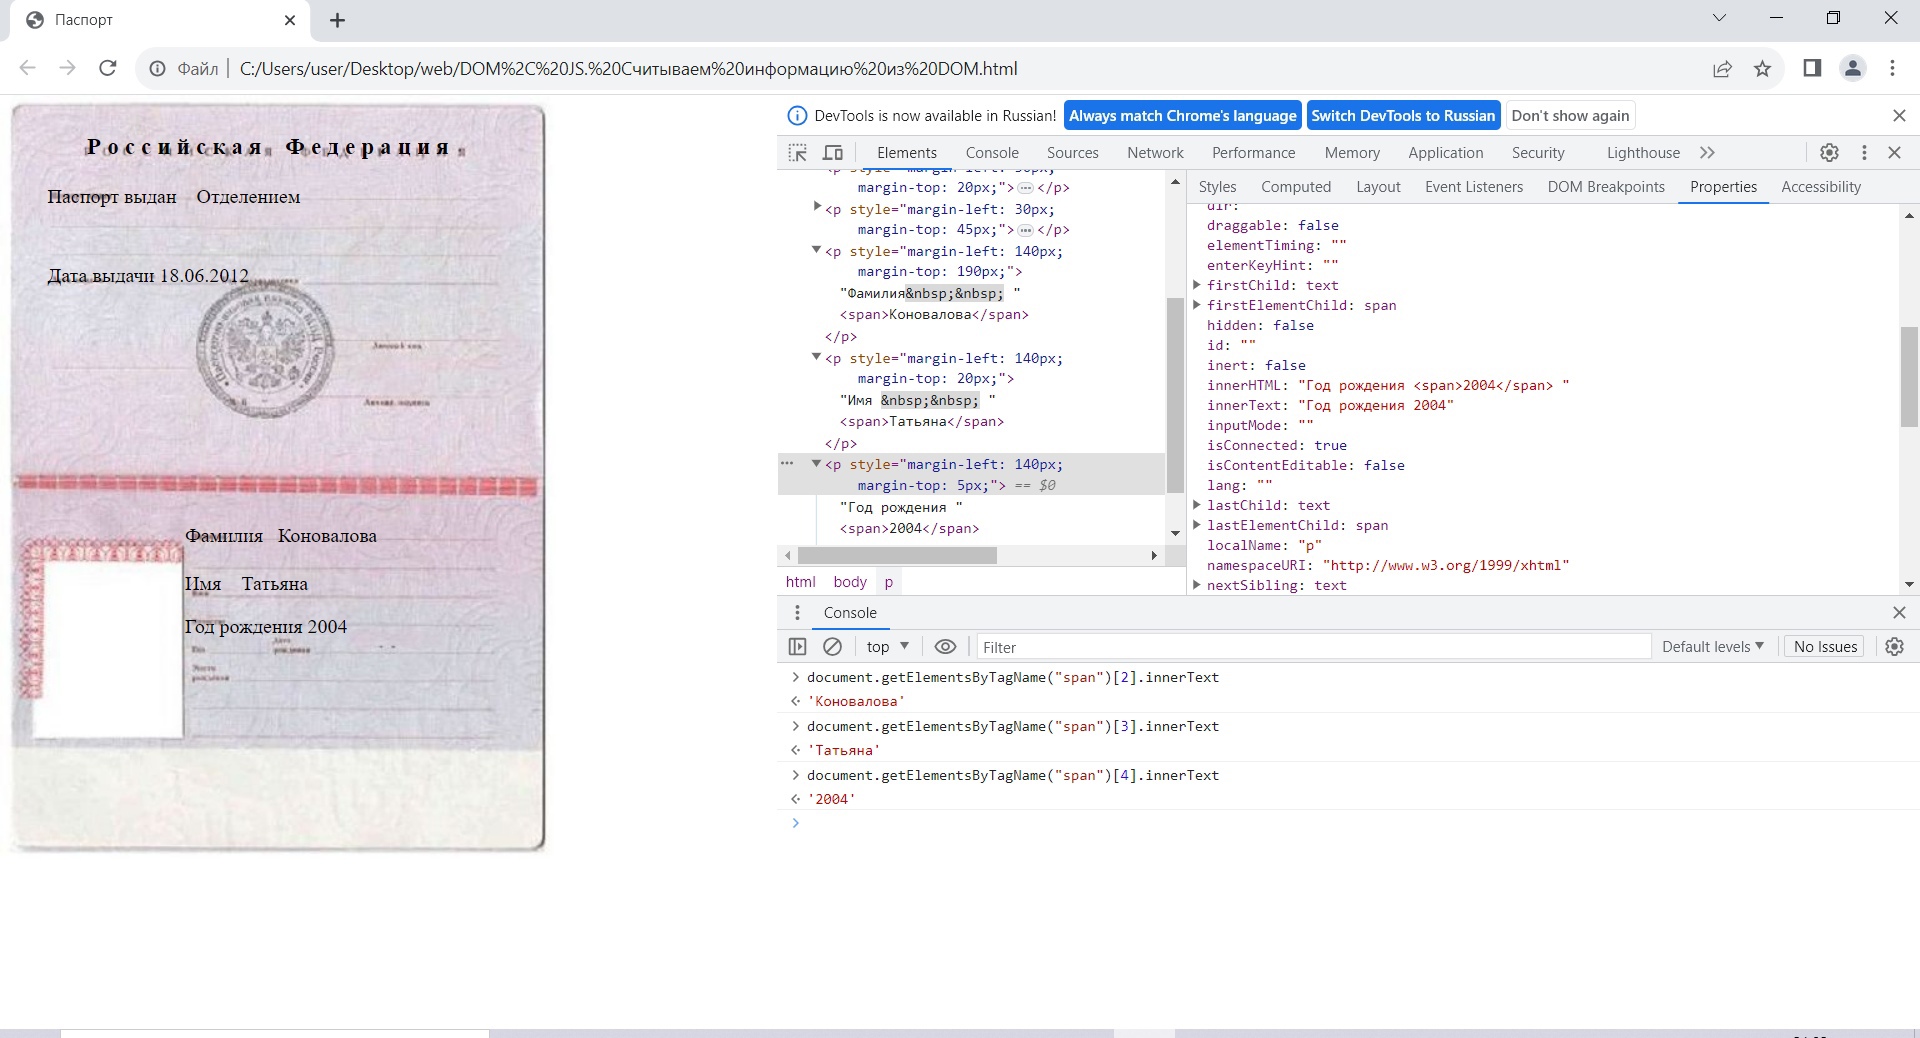 Паспорт
Файл
C:/Users/user/Desktop/web/DOM%2C%20JS.%20Считываем%20информацию%20из%20DOM.html
Российская Федерация
Паспорт выдан Отделением
Дата выдачи 18.06.2012
Фамилия Коновалова
Имя Татьяна
Год рождения 2004
DevTools is now available in Russian! Always match Chrome's language Switch DevTools to Russian Don't show again
Elements Console Sources Network Performance Memory Application Security Lighthouse
margin-top: 20px;">…</p>
<p style="margin-left: 30px;
margin-top: 45px;">…</p>
<p style="margin-left: 140px;
margin-top: 190px;">
"Фамилия&nbsp;&nbsp; "
<span>Коновалова</span>
</p>
<p style="margin-left: 140px;
margin-top: 20px;">
"Имя &nbsp;&nbsp; "
<span>Татьяна</span>
</p>
<p style="margin-left: 140px;
margin-top: 5px;"> == $0
"Год рождения "
<span>2004</span>
html body p
Styles Computed Layout Event Listeners DOM Breakpoints Properties Accessibility
dir:
draggable: false
elementTiming: ""
enterKeyHint: ""
firstChild: text
firstElementChild: span
hidden: false
id: ""
inert: false
innerHTML: "Год рождения <span>2004</span> "
innerText: "Год рождения 2004"
inputMode: ""
isConnected: true
isContentEditable: false
lang: ""
lastChild: text
lastElementChild: span
localName: "p"
namespaceURI: "http://www.w3.org/1999/xhtml"
nextSibling: text
Console
top Filter Default levels No Issues
document.getElementsByTagName("span")[2].innerText
'Коновалова'
document.getElementsByTagName("span")[3].innerText
'Татьяна'
document.getElementsByTagName("span")[4].innerText
'2004'